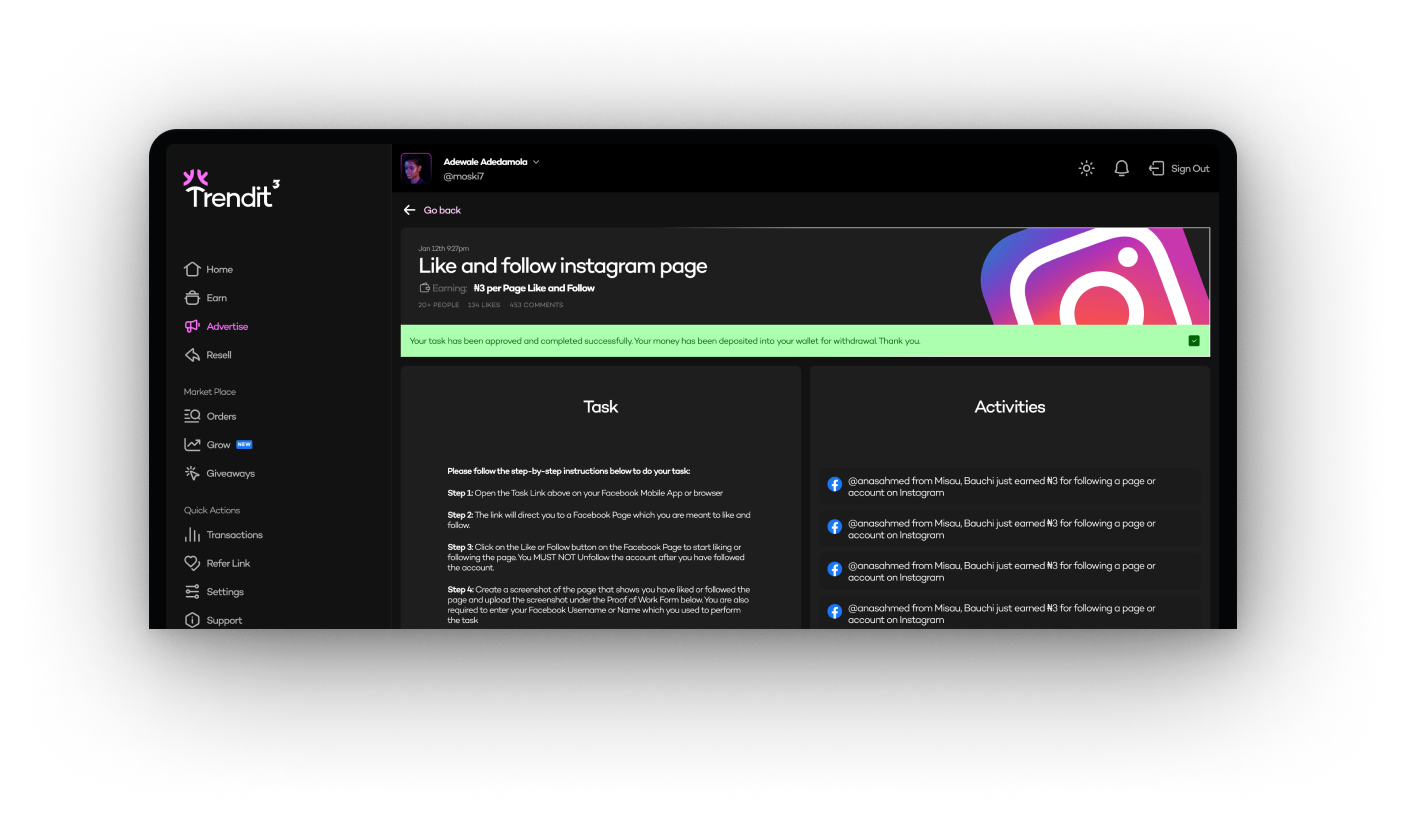 Trendit³
Adewale Adedamola
@moski7
Sign Out
Go back
Home
Earn
Advertise
Resell
Market Place
Orders
Grow NEW
Giveaways
Quick Actions
Transactions
Refer Link
Settings
Support
Jan 12th 9:27pm
Like and follow instagram page
Earning: ₦3 per Page Like and Follow
20+ PEOPLE 134 LIKES 453 COMMENTS
Your task has been approved and completed successfully. Your money has been deposited into your wallet for withdrawal. Thank you.
Task
Please follow the step-by-step instructions below to do your task:
Step 1: Open the Task Link above on your Facebook Mobile App or browser
Step 2: The link will direct you to a Facebook Page which you are meant to like and
follow.
Step 3: Click on the Like or Follow button on the Facebook Page to start liking or
following the page. You MUST NOT Unfollow the account after you have followed
the account.
Step 4: Create a screenshot of the page that shows you have liked or followed the
page and upload the screenshot under the Proof of Work Form below. You are also
required to enter your Facebook Username or Name which you used to perform
the task
Activities
@anasahmed from Misau, Bauchi just earned ₦3 for following a page or
account on Instagram
@anasahmed from Misau, Bauchi just earned ₦3 for following a page or
account on Instagram
@anasahmed from Misau, Bauchi just earned ₦3 for following a page or
account on Instagram
@anasahmed from Misau, Bauchi just earned ₦3 for following a page or
account on Instagram